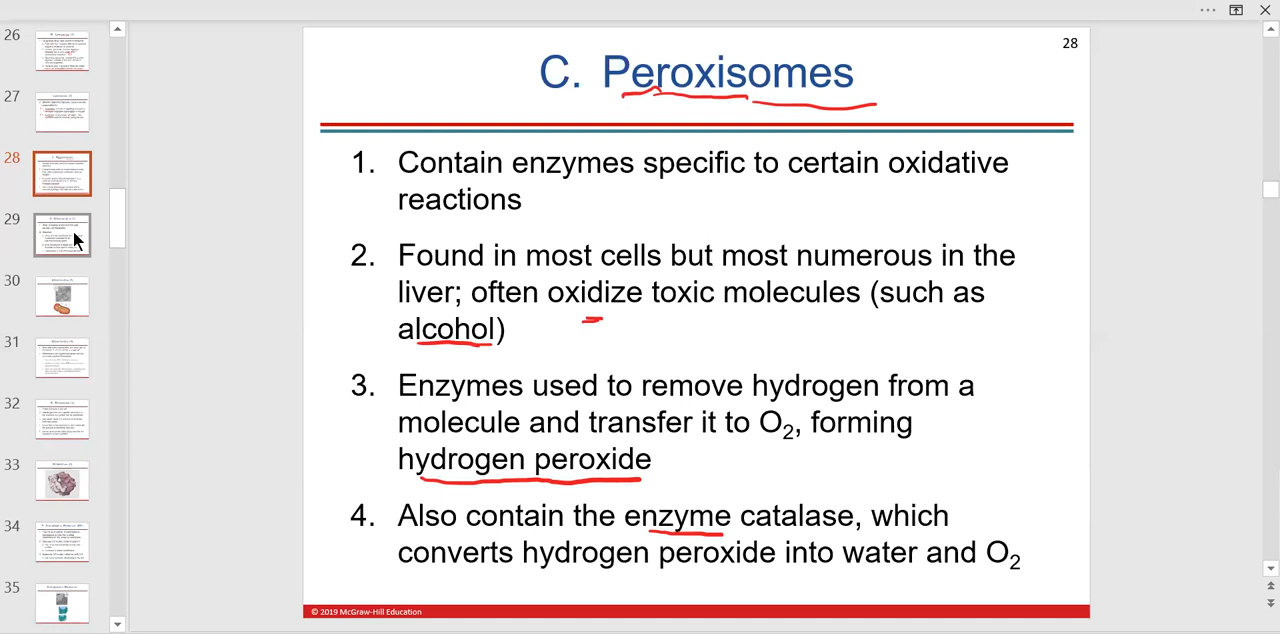 26
27
28
29
30
31
32
33
34
35
28
C. Peroxisomes
1. Contain enzymes specific to certain oxidative
reactions
2. Found in most cells but most numerous in the
liver; often oxidize toxic molecules (such as
alcohol)
3. Enzymes used to remove hydrogen from a
molecule and transfer it to O₂, forming
hydrogen peroxide
4. Also contain the enzyme catalase, which
converts hydrogen peroxide into water and O₂
© 2019 McGraw-Hill Education